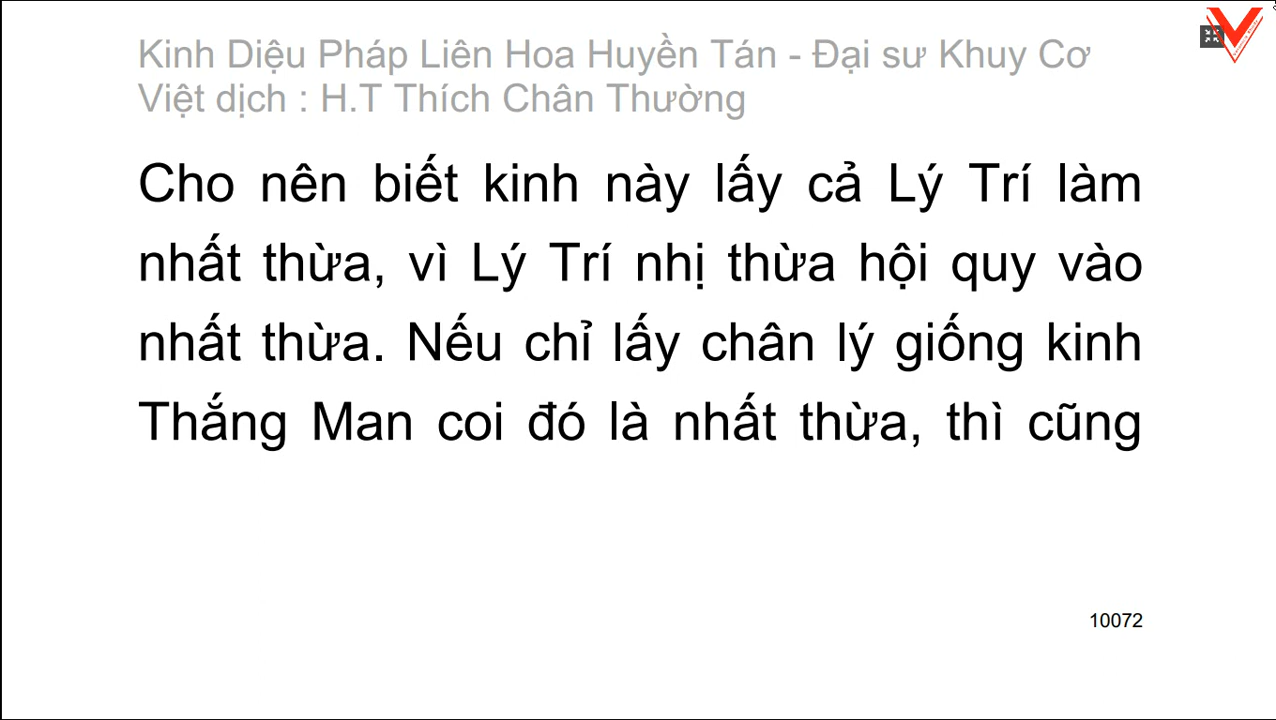 Kinh Diệu Pháp Liên Hoa Huyền Tán - Đại sư Khuy Cơ
Việt dịch : H.T Thích Chân Thường
Cho nên biết kinh này lấy cả Lý Trí làm
nhất thừa, vì Lý Trí nhị thừa hội quy vào
nhất thừa. Nếu chỉ lấy chân lý giống kinh
Thắng Man coi đó là nhất thừa, thì cũng
10072